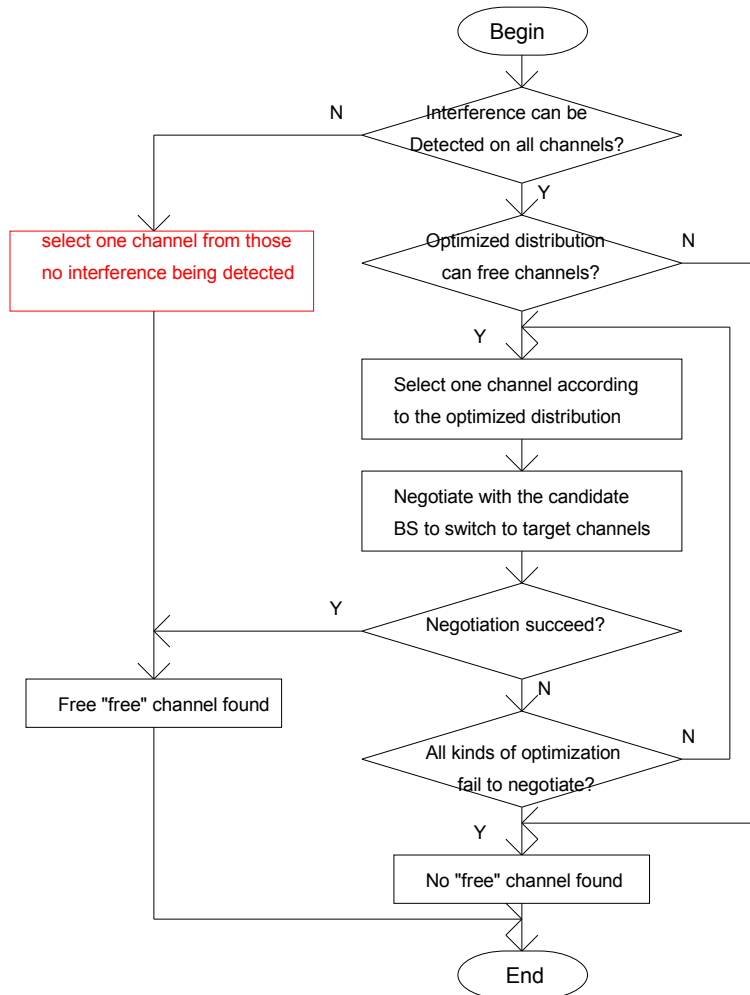 Begin
Interference can be
Detected on all channels?
N
Y
select one channel from those
no interference being detected
Optimized distribution
can free channels?
N
Y
Select one channel according
to the optimized distribution
Negotiate with the candidate
BS to switch to target channels
Y
Negotiation succeed?
N
Free "free" channel found
All kinds of optimization
fail to negotiate?
N
Y
No "free" channel found
End